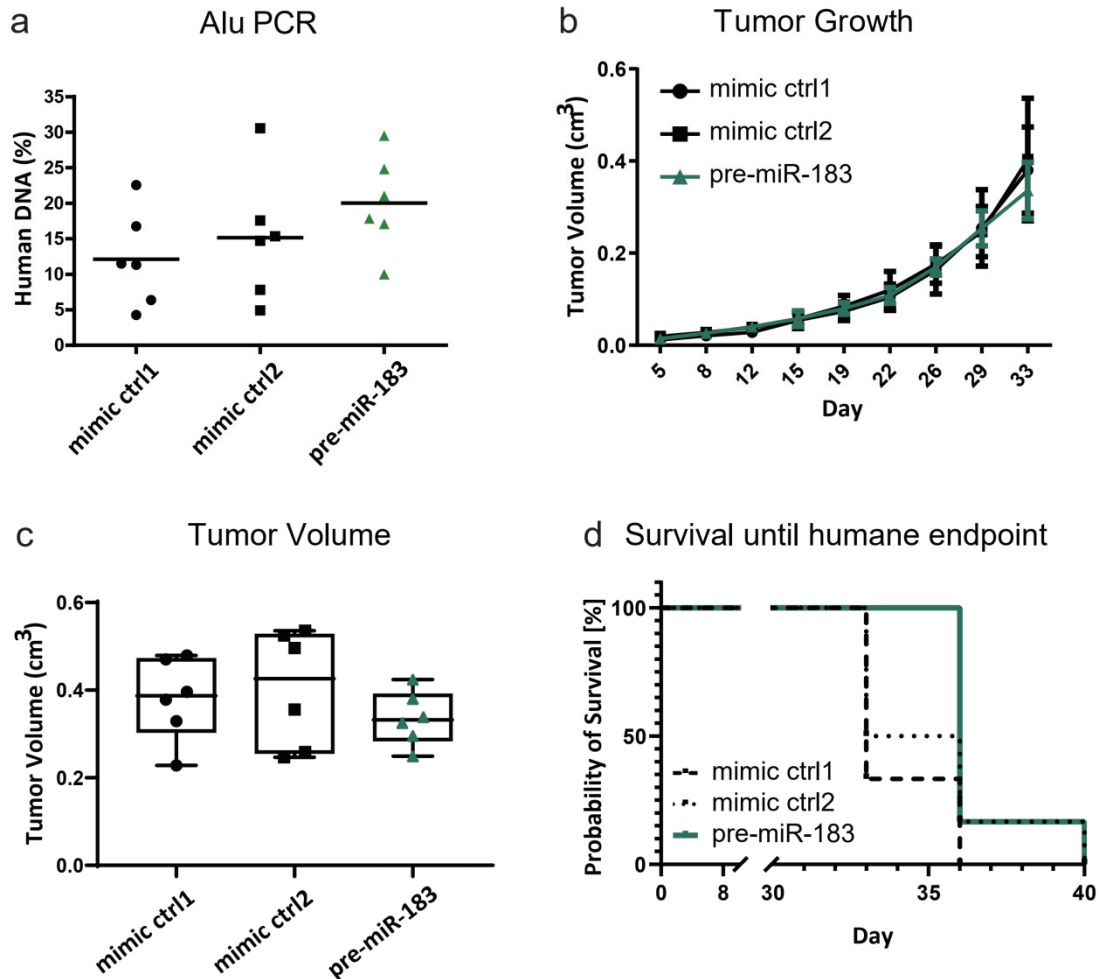 a
Alu PCR
Human DNA (%)
35
30
25
20
15
10
5
0
mimic ctrl1
mimic ctrl2
pre-miR-183
b
Tumor Growth
Tumor Volume (cm³)
0.6
0.4
0.2
0.0
mimic ctrl1
mimic ctrl2
pre-miR-183
5 8 12 15 19 22 26 29 33
Day
c
Tumor Volume
Tumor Volume (cm³)
0.6
0.4
0.2
0.0
mimic ctrl1
mimic ctrl2
pre-miR-183
d Survival until humane endpoint
Probability of Survival [%]
100
50
0
mimic ctrl1
mimic ctrl2
pre-miR-183
0 8 30 35 40
Day